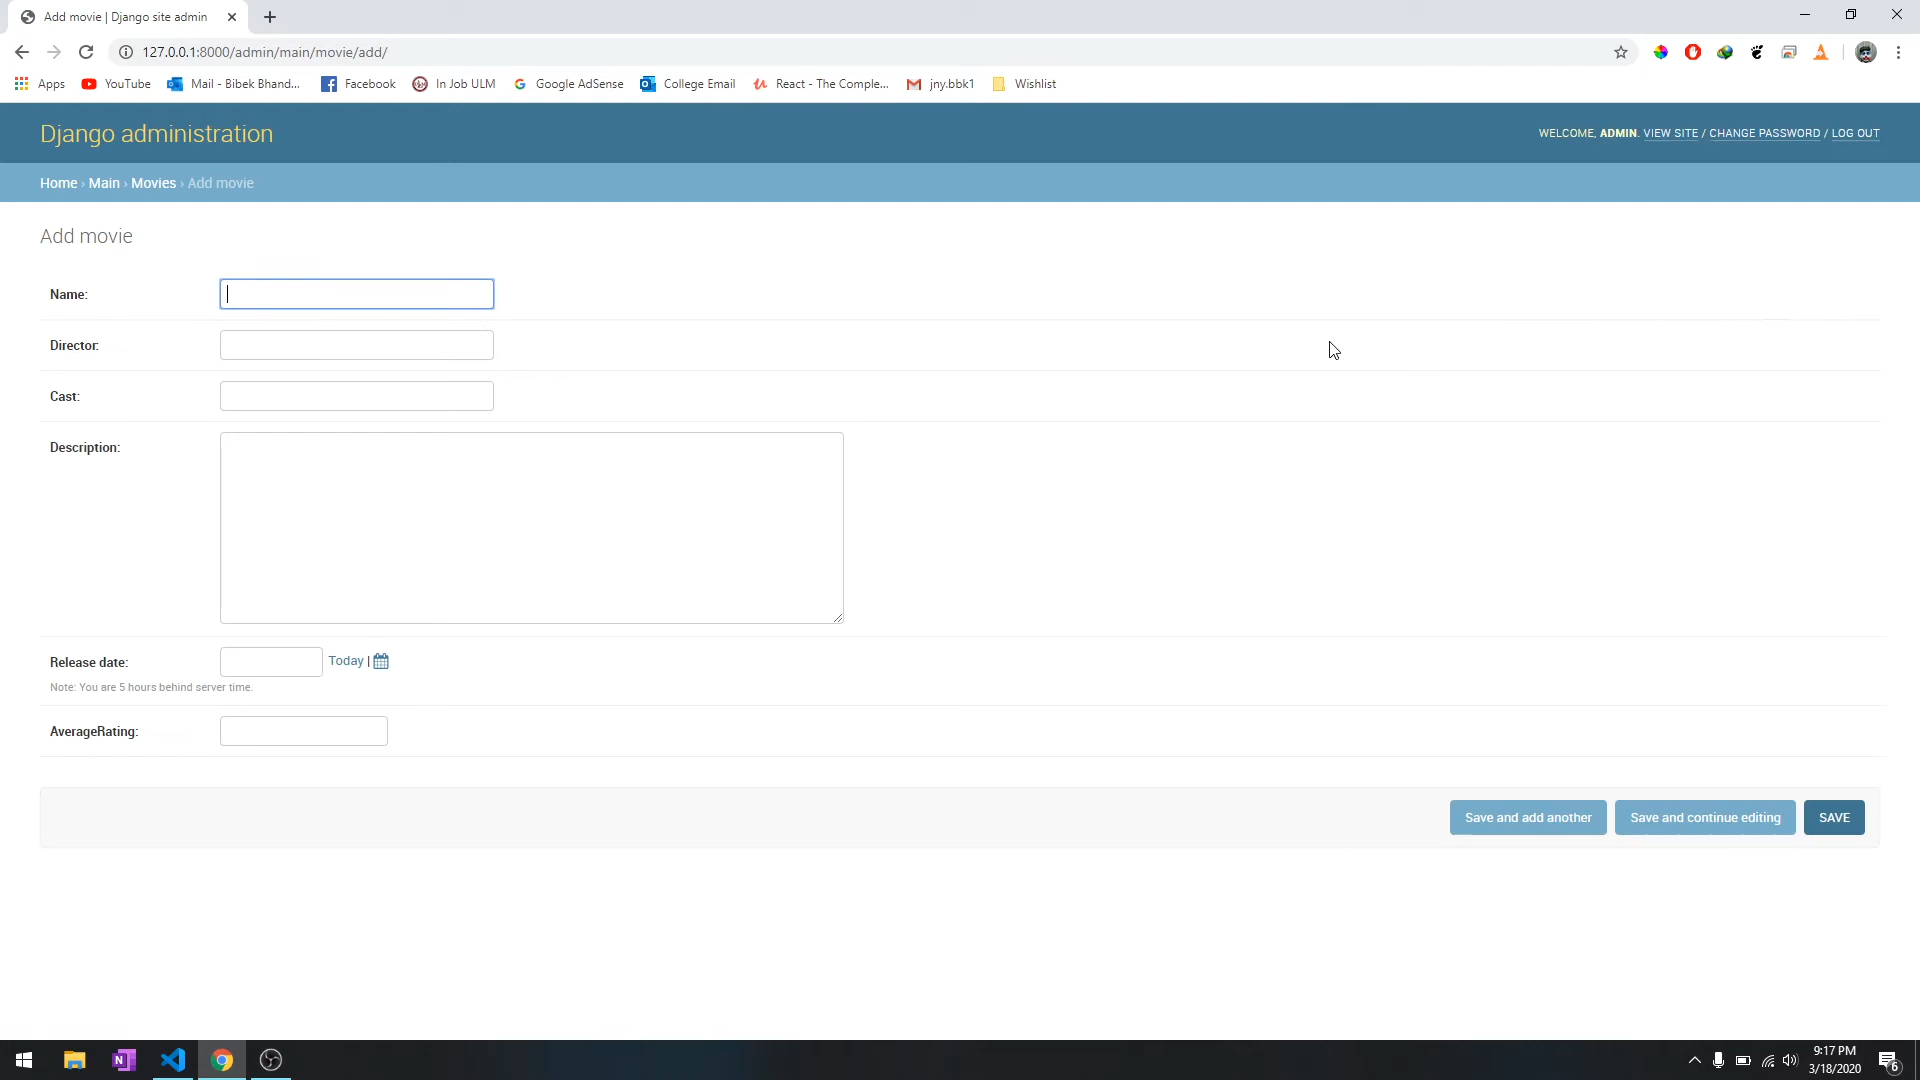 Add movie | Django site admin
127.0.0.1:8000/admin/main/movie/add/
Apps YouTube Mail - Bibek Bhand... Facebook In Job ULM Google AdSense College Email React - The Comple... jny.bbk1 Wishlist
Django administration
WELCOME, ADMIN. VIEW SITE / CHANGE PASSWORD / LOG OUT
Home › Main › Movies › Add movie
Add movie
Name:
Director:
Cast:
Description:
Release date: Today |
Note: You are 5 hours behind server time.
AverageRating:
Save and add another Save and continue editing SAVE
9:17 PM
3/18/2020
6